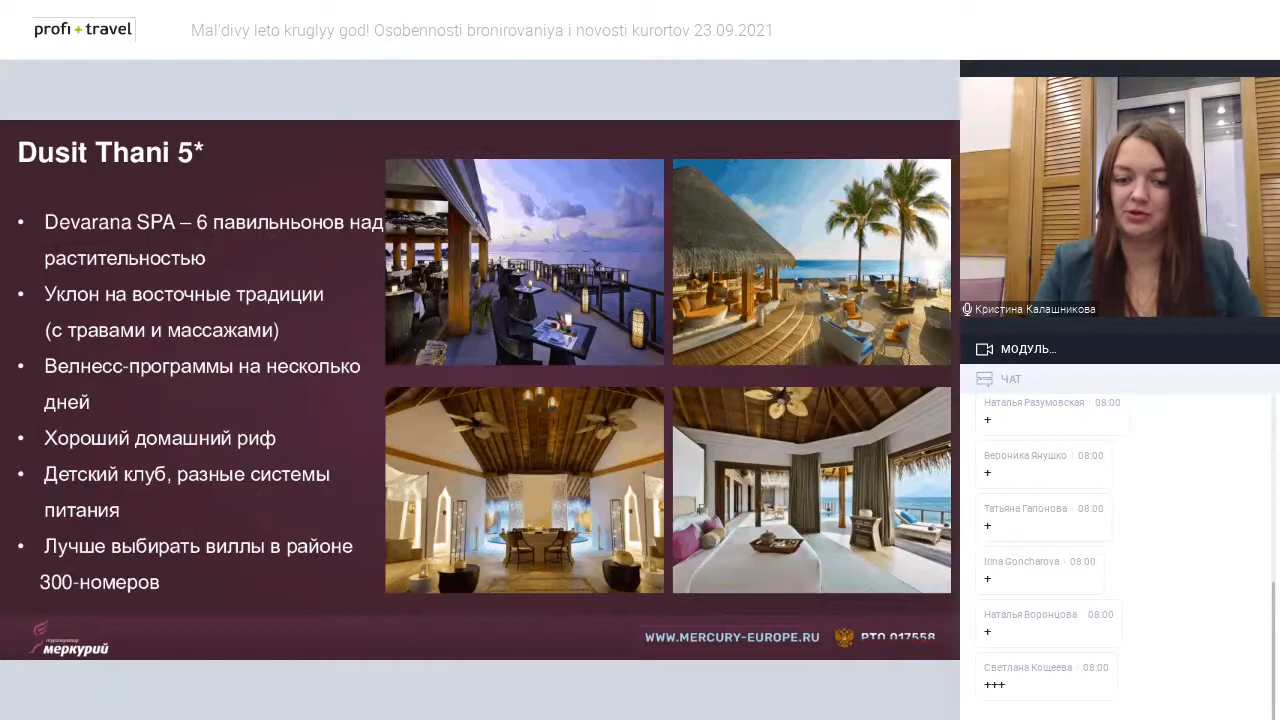 profi + travel
Mal'divy leto kruglyy god! Osobennosti bronirovaniya i novosti kurortov 23.09.2021
Dusit Thani 5*
• Devarana SPA – 6 павильньонов над
растительностью
• Уклон на восточные традиции
(с травами и массажами)
• Велнесс-программы на несколько
дней
• Хороший домашний риф
• Детский клуб, разные системы
питания
• Лучше выбирать виллы в районе
300-номеров
туроператор
меркурий
WWW.MERCURY-EUROPE.RU
РТО 017558
Кристина Калашникова
МОДУЛЬ...
ЧАТ
Наталья Разумовская 08:00
+
Вероника Янушко 08:00
+
Татьяна Гапонова 08:00
+
Irina Goncharova 08:00
+
Наталья Воронцова 08:00
+
Светлана Кощеева 08:00
+++